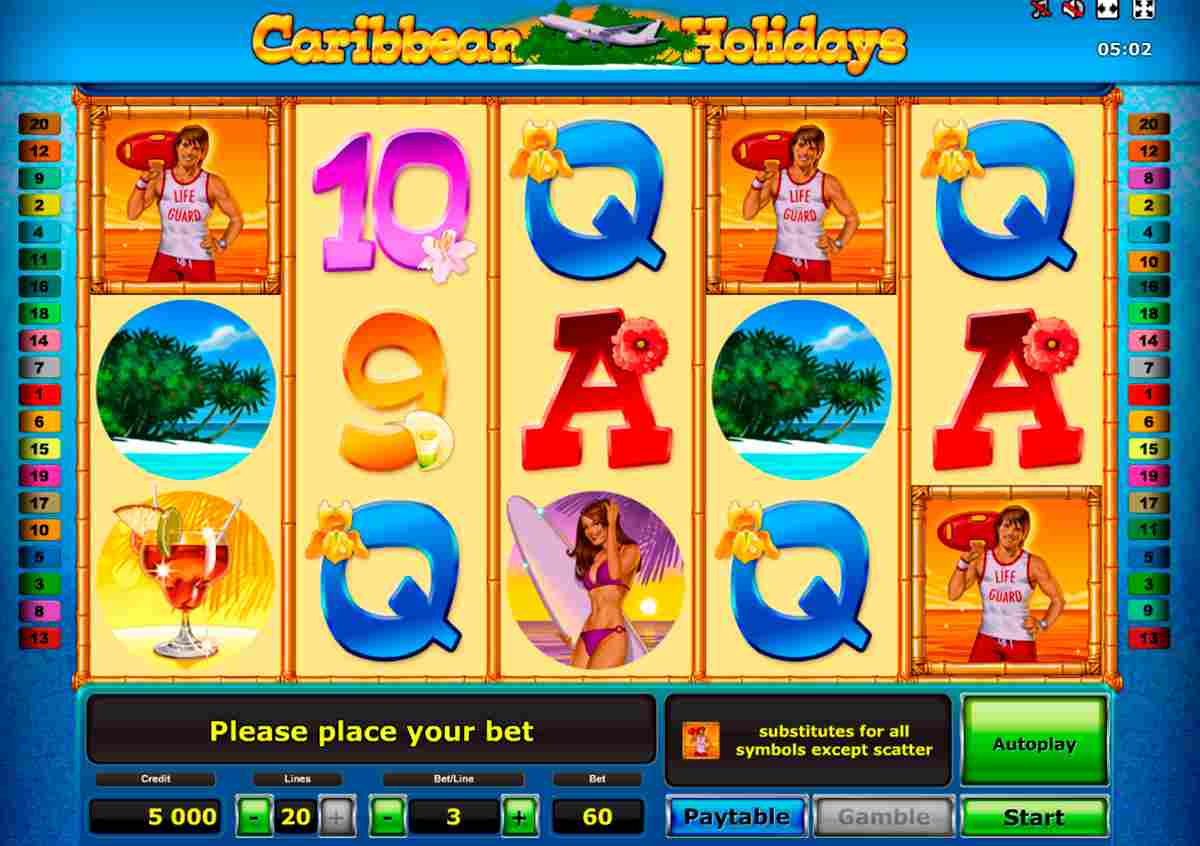 Caribbean Holidays
05:02
20
12
9
2
4
11
16
18
14
7
1
6
15
19
17
10
5
3
8
13
LIFE
GUARD
10
Q
LIFE
GUARD
Q
9
A
A
Q
Q
LIFE
GUARD
20
12
8
2
4
10
16
18
14
7
1
6
15
19
17
11
5
3
9
13
Please place your bet
substitutes for all
symbols except scatter
Autoplay
Credit Lines Bet/Line Bet
5 000 - 20 + - 3 + 60
Paytable Gamble Start